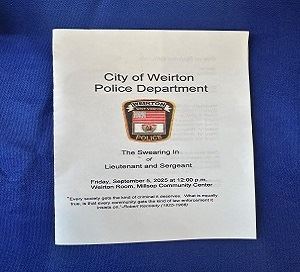 City of Weirton
Police Department
WEIRTON
POLICE
The Swearing In
of
Lieutenant and Sergeant
Friday, September 5, 2025 at 12:00 p.m.
Weirton Room, Millsop Community Center
"Every society gets the kind of criminal it deserves. What is equally
true, is that every community gets the kind of law enforcement it
insists on."-Robert Kennedy (1925-1968)